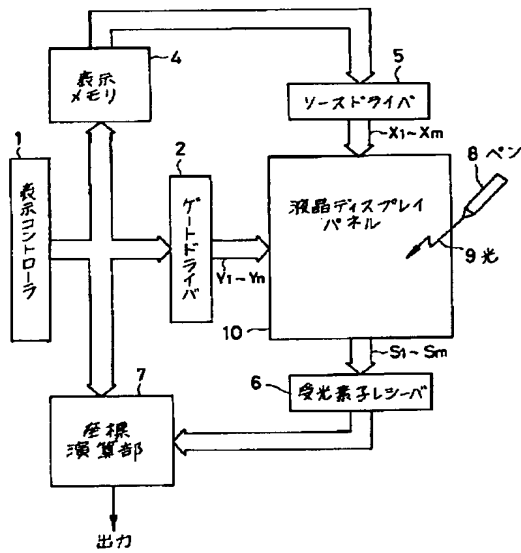 4
表示
メモリ
5
ソースドライバ
X1~Xm
1
表示コントローラ
2
ゲートドライバ
Y1~Yn
液晶ディスプレイ
パネル
8 ペン
9 光
10
S1~Sm
6
受光素子レシーバ
7
座標
演算部
出力